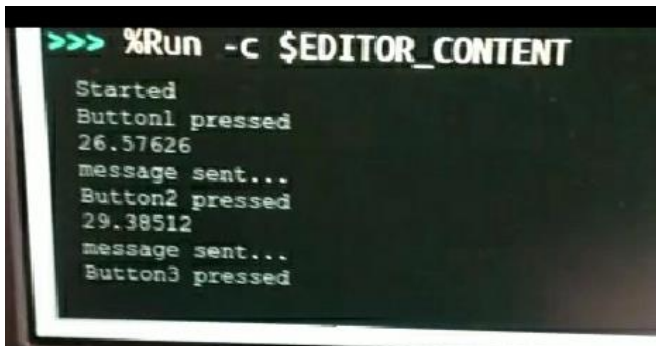 >>> %Run -c $EDITOR_CONTENT
Started
Button1 pressed
26.57626
message sent...
Button2 pressed
29.38512
message sent...
Button3 pressed